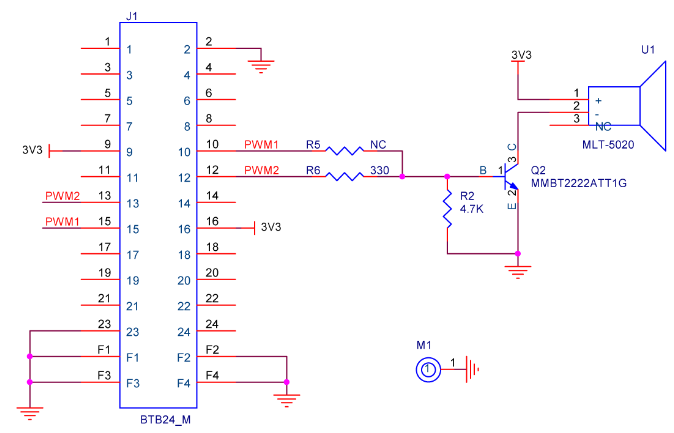 J1
1 1 2 2
3 3 4 4
5 5 6 6
7 7 8 8
3V3 9 9 10 10 PWM1 R5 NC
11 11 12 12 PWM2 R6 330
PWM2 13 13 14 14
PWM1 15 15 16 16 3V3
17 17 18 18
19 19 20 20
21 21 22 22
23 23 24 24
F1 F1 F2 F2
F3 F3 F4 F4
BTB24_M
R2
4.7K
3V3
U1
1 +
2 -
3 NC
MLT-5020
C
3
B 1
2
E
Q2
MMBT2222ATT1G
M1
1 1